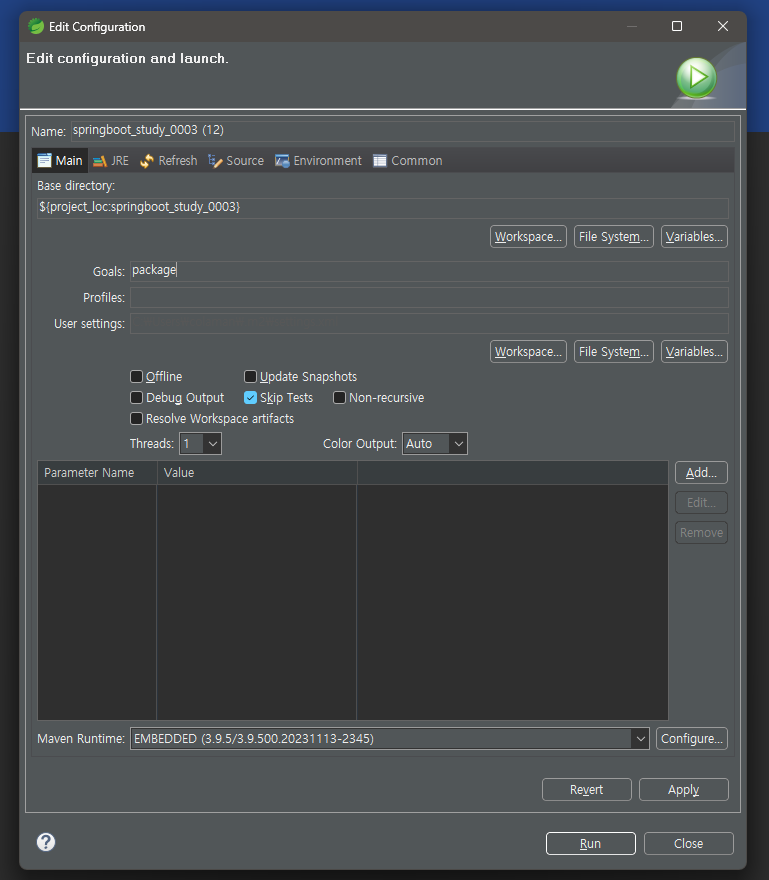 Edit Configuration
Edit configuration and launch.
Name: springboot_study_0003 (12)
Main JRE Refresh Source Environment Common
Base directory:
${project_loc:springboot_study_0003}
Workspace... File System... Variables...
Goals: package
Profiles:
User settings:
Workspace... File System... Variables...
Offline Update Snapshots
Debug Output Skip Tests Non-recursive
Resolve Workspace artifacts
Threads: 1 Color Output: Auto
Parameter Name Value Add...
Edit...
Remove
Maven Runtime: EMBEDDED (3.9.5/3.9.500.20231113-2345) Configure...
Revert Apply
? Run Close